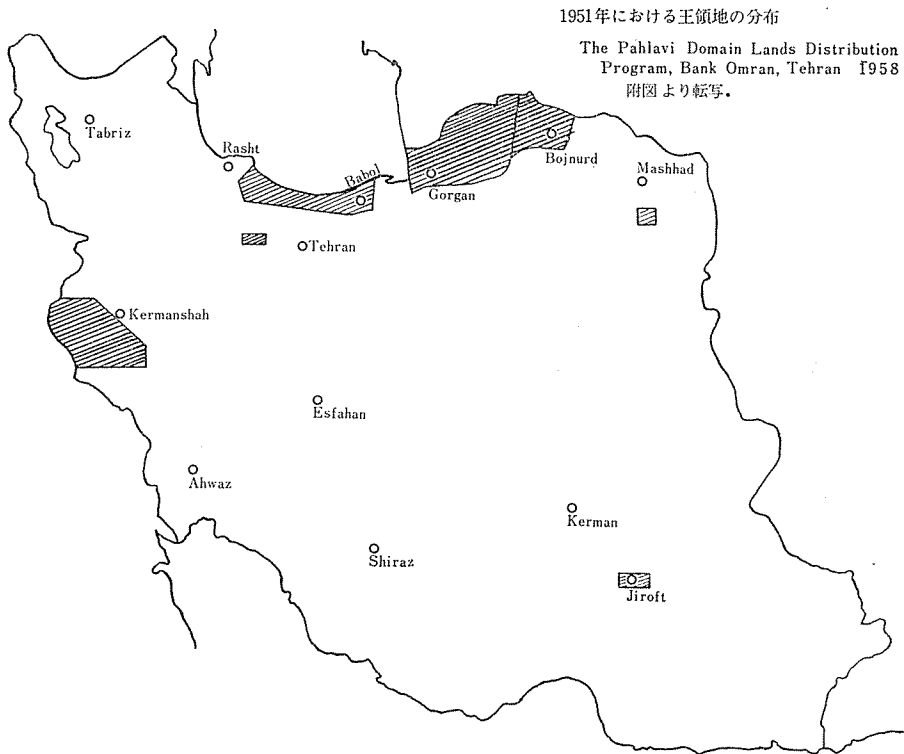 1951年における王領地の分布
The Pahlavi Domain Lands Distribution
Program, Bank Omran, Tehran 1958
附図より転写.
Tabriz
Rasht
Babol
Gorgan
Bojnurd
Mashhad
Tehran
Kermanshah
Esfahan
Ahwaz
Kerman
Shiraz
Jiroft